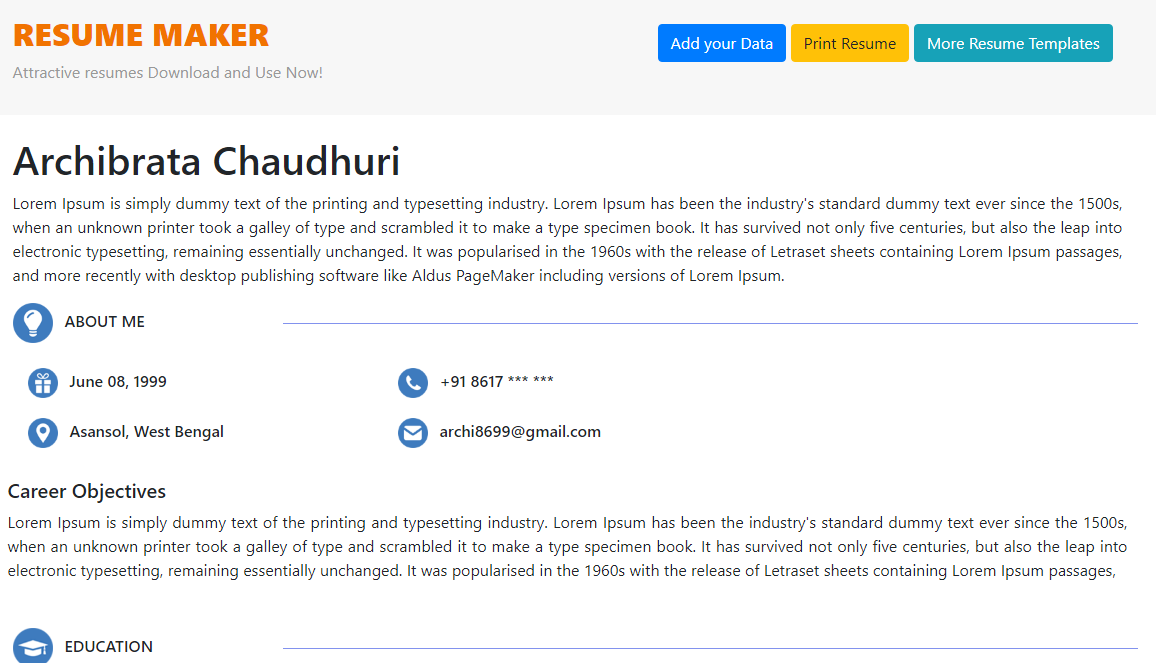 RESUME MAKER
Attractive resumes Download and Use Now!
Add your Data
Print Resume
More Resume Templates
Archibrata Chaudhuri
Lorem Ipsum is simply dummy text of the printing and typesetting industry. Lorem Ipsum has been the industry's standard dummy text ever since the 1500s,
when an unknown printer took a galley of type and scrambled it to make a type specimen book. It has survived not only five centuries, but also the leap into
electronic typesetting, remaining essentially unchanged. It was popularised in the 1960s with the release of Letraset sheets containing Lorem Ipsum passages,
and more recently with desktop publishing software like Aldus PageMaker including versions of Lorem Ipsum.
ABOUT ME
June 08, 1999
+91 8617 *** ***
Asansol, West Bengal
archi8699@gmail.com
Career Objectives
Lorem Ipsum is simply dummy text of the printing and typesetting industry. Lorem Ipsum has been the industry's standard dummy text ever since the 1500s,
when an unknown printer took a galley of type and scrambled it to make a type specimen book. It has survived not only five centuries, but also the leap into
electronic typesetting, remaining essentially unchanged. It was popularised in the 1960s with the release of Letraset sheets containing Lorem Ipsum passages,
EDUCATION